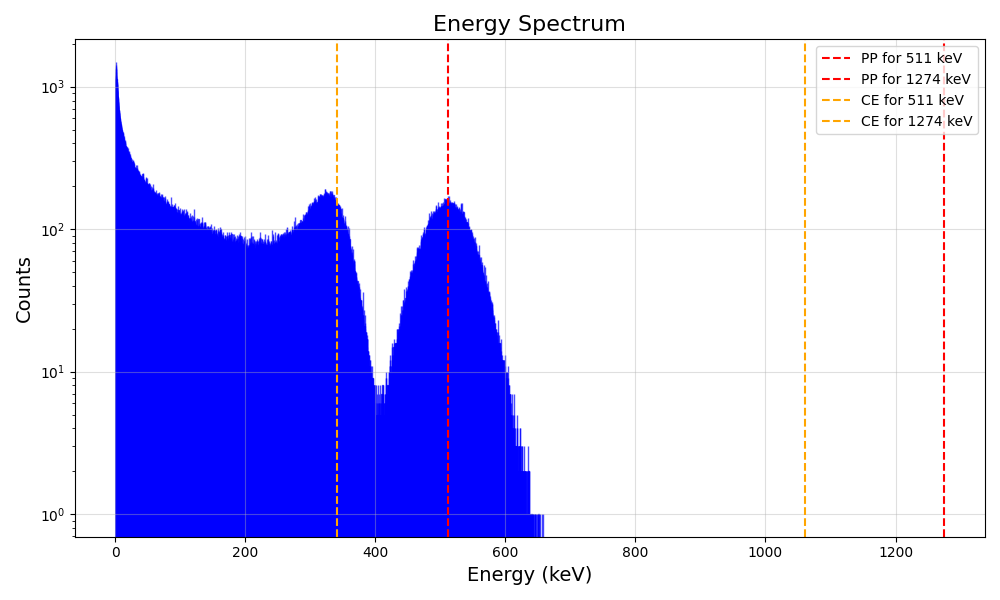 Energy Spectrum
PP for 511 keV
PP for 1274 keV
CE for 511 keV
CE for 1274 keV
Counts
10³
10²
10¹
10⁰
0 200 400 600 800 1000 1200
Energy (keV)